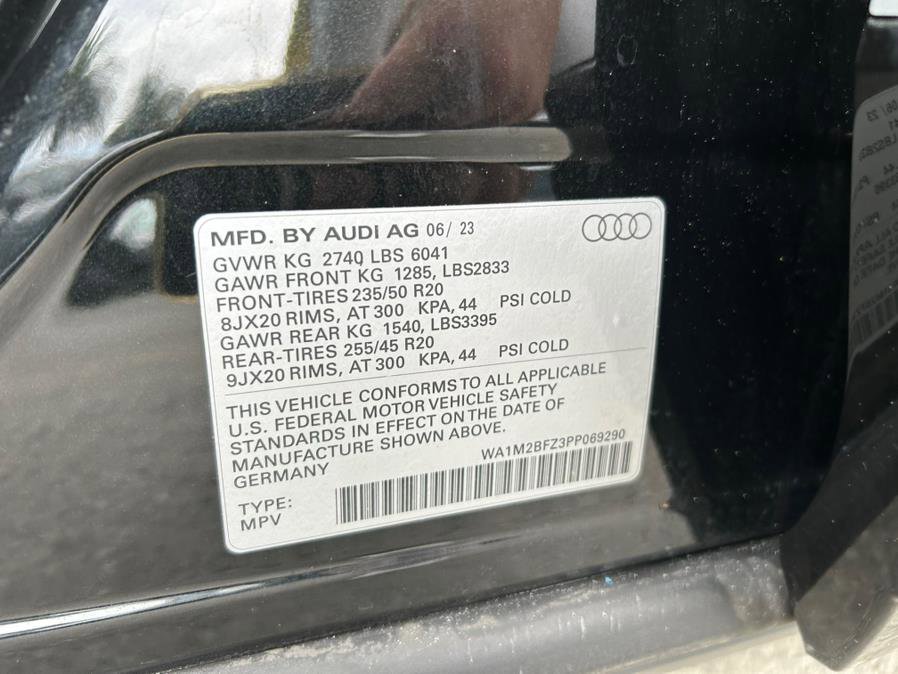 MFD. BY AUDI AG 06/ 23
GVWR KG 2740 LBS 6041
GAWR FRONT KG 1285, LBS2833
FRONT-TIRES 235/50 R20
8JX20 RIMS, AT 300 KPA, 44 PSI COLD
GAWR REAR KG 1540, LBS3395
REAR-TIRES 255/45 R20
9JX20 RIMS, AT 300 KPA, 44 PSI COLD
THIS VEHICLE CONFORMS TO ALL APPLICABLE
U.S. FEDERAL MOTOR VEHICLE SAFETY
STANDARDS IN EFFECT ON THE DATE OF
MANUFACTURE SHOWN ABOVE.
GERMANY
WA1M2BFZ3PP069290
TYPE:
MPV